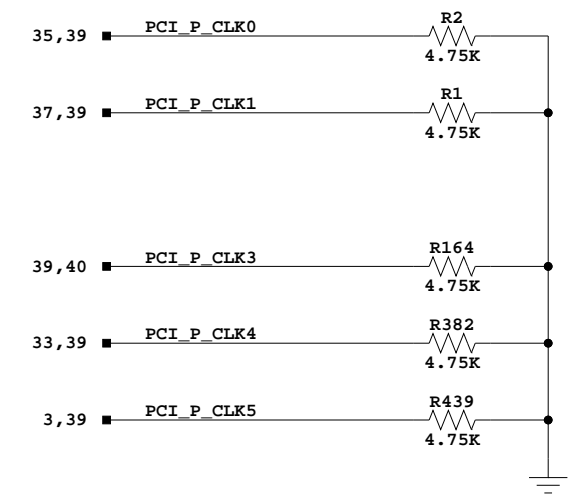 R2
35,39 PCI_P_CLK0
4.75K
R1
37,39 PCI_P_CLK1
4.75K
R164
39,40 PCI_P_CLK3
4.75K
R382
33,39 PCI_P_CLK4
4.75K
R439
3,39 PCI_P_CLK5
4.75K